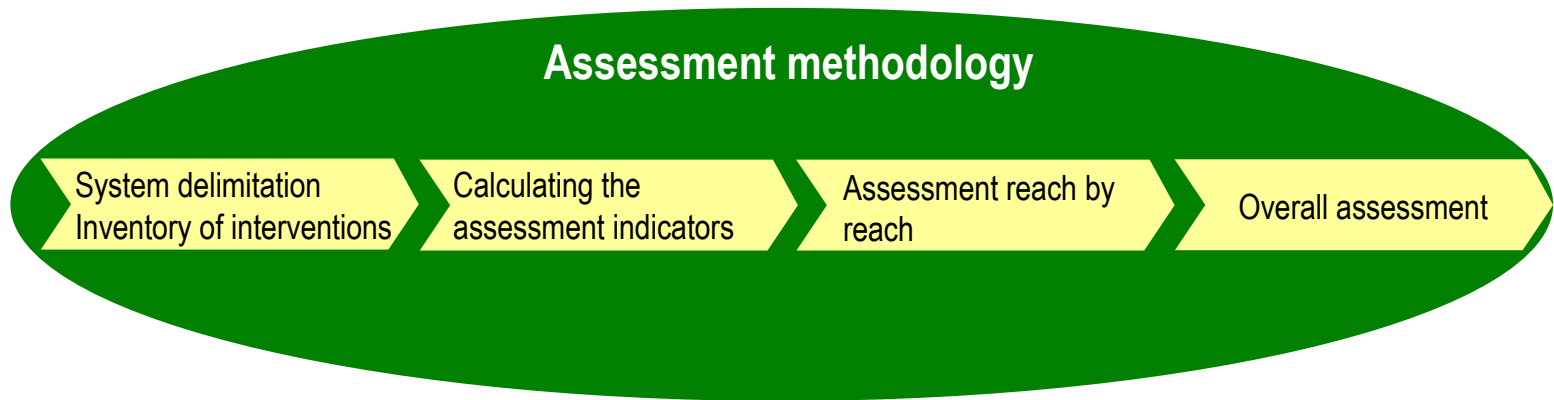 Assessment methodology
System delimitation
Inventory of interventions
Calculating the
assessment indicators
Assessment reach by
reach
Overall assessment